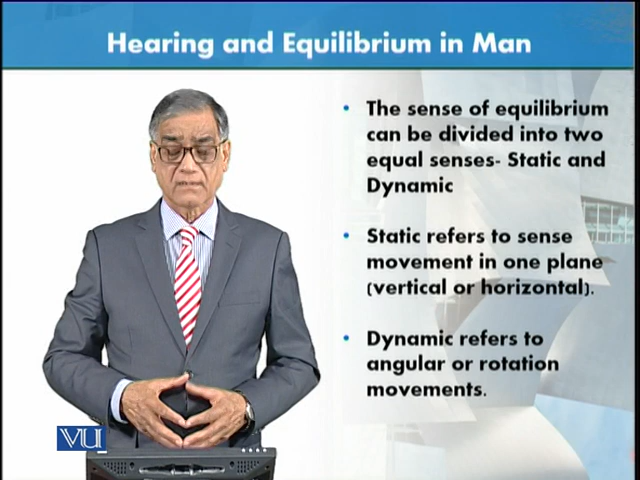 Hearing and Equilibrium in Man
• The sense of equilibrium
can be divided into two
equal senses- Static and
Dynamic
• Static refers to sense
movement in one plane
(vertical or horizontal).
• Dynamic refers to
angular or rotation
movements.
VU